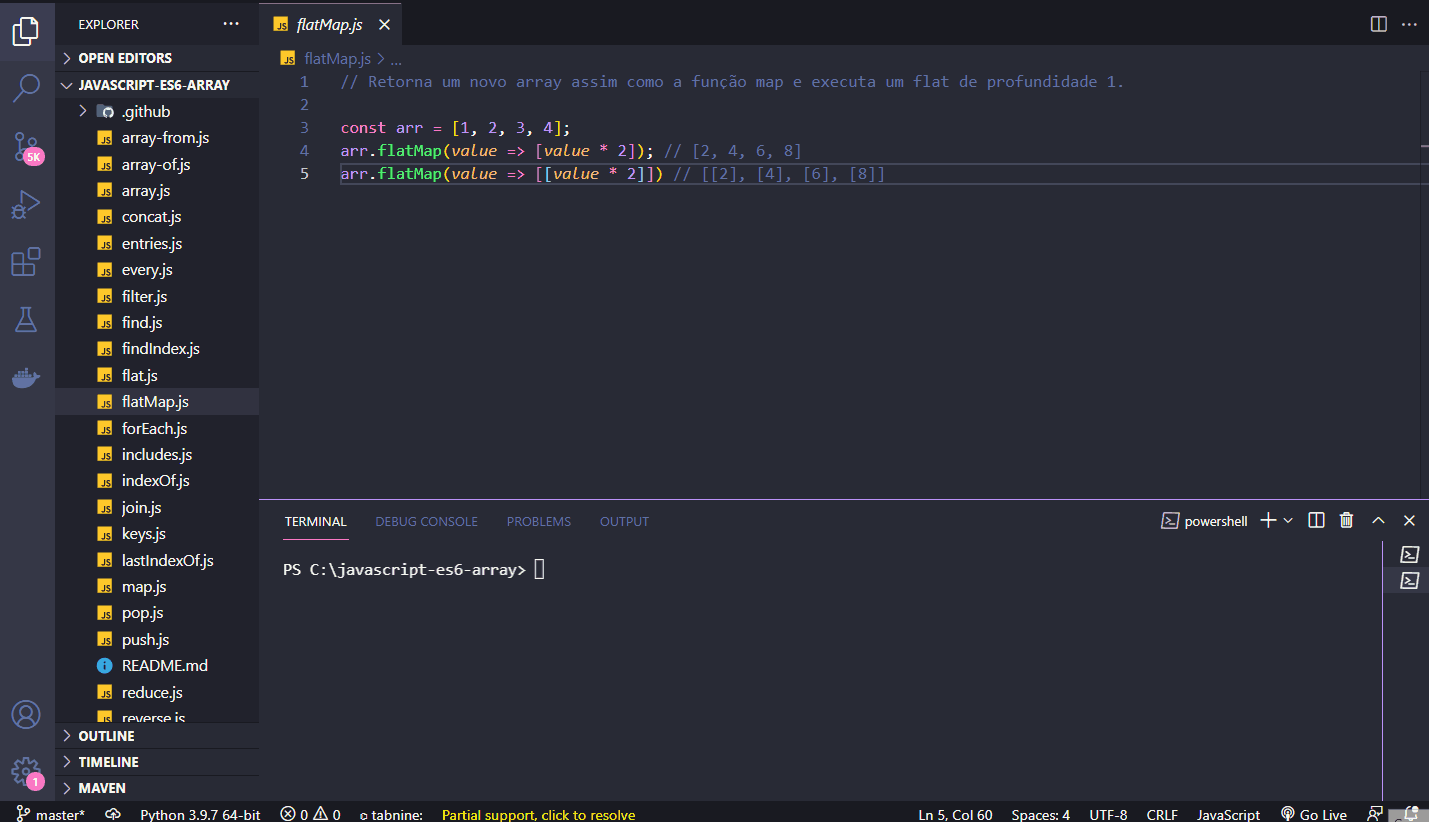 EXPLORER
OPEN EDITORS
JAVASCRIPT-ES6-ARRAY
.github
array-from.js
array-of.js
array.js
concat.js
entries.js
every.js
filter.js
find.js
findIndex.js
flat.js
flatMap.js
forEach.js
includes.js
indexOf.js
join.js
keys.js
lastIndexOf.js
map.js
pop.js
push.js
README.md
reduce.js
reverse.js
OUTLINE
TIMELINE
MAVEN
5K
1
flatMap.js
flatMap.js > ...
1 // Retorna um novo array assim como a função map e executa um flat de profundidade 1.
2
3 const arr = [1, 2, 3, 4];
4 arr.flatMap(value => [value * 2]); // [2, 4, 6, 8]
5 arr.flatMap(value => [[value * 2]]) // [[2], [4], [6], [8]]
TERMINAL DEBUG CONSOLE PROBLEMS OUTPUT
powershell
PS C:\javascript-es6-array>
master* Python 3.9.7 64-bit 0 0 tabnine: Partial support, click to resolve Ln 5, Col 60 Spaces: 4 UTF-8 CRLF JavaScript Go Live